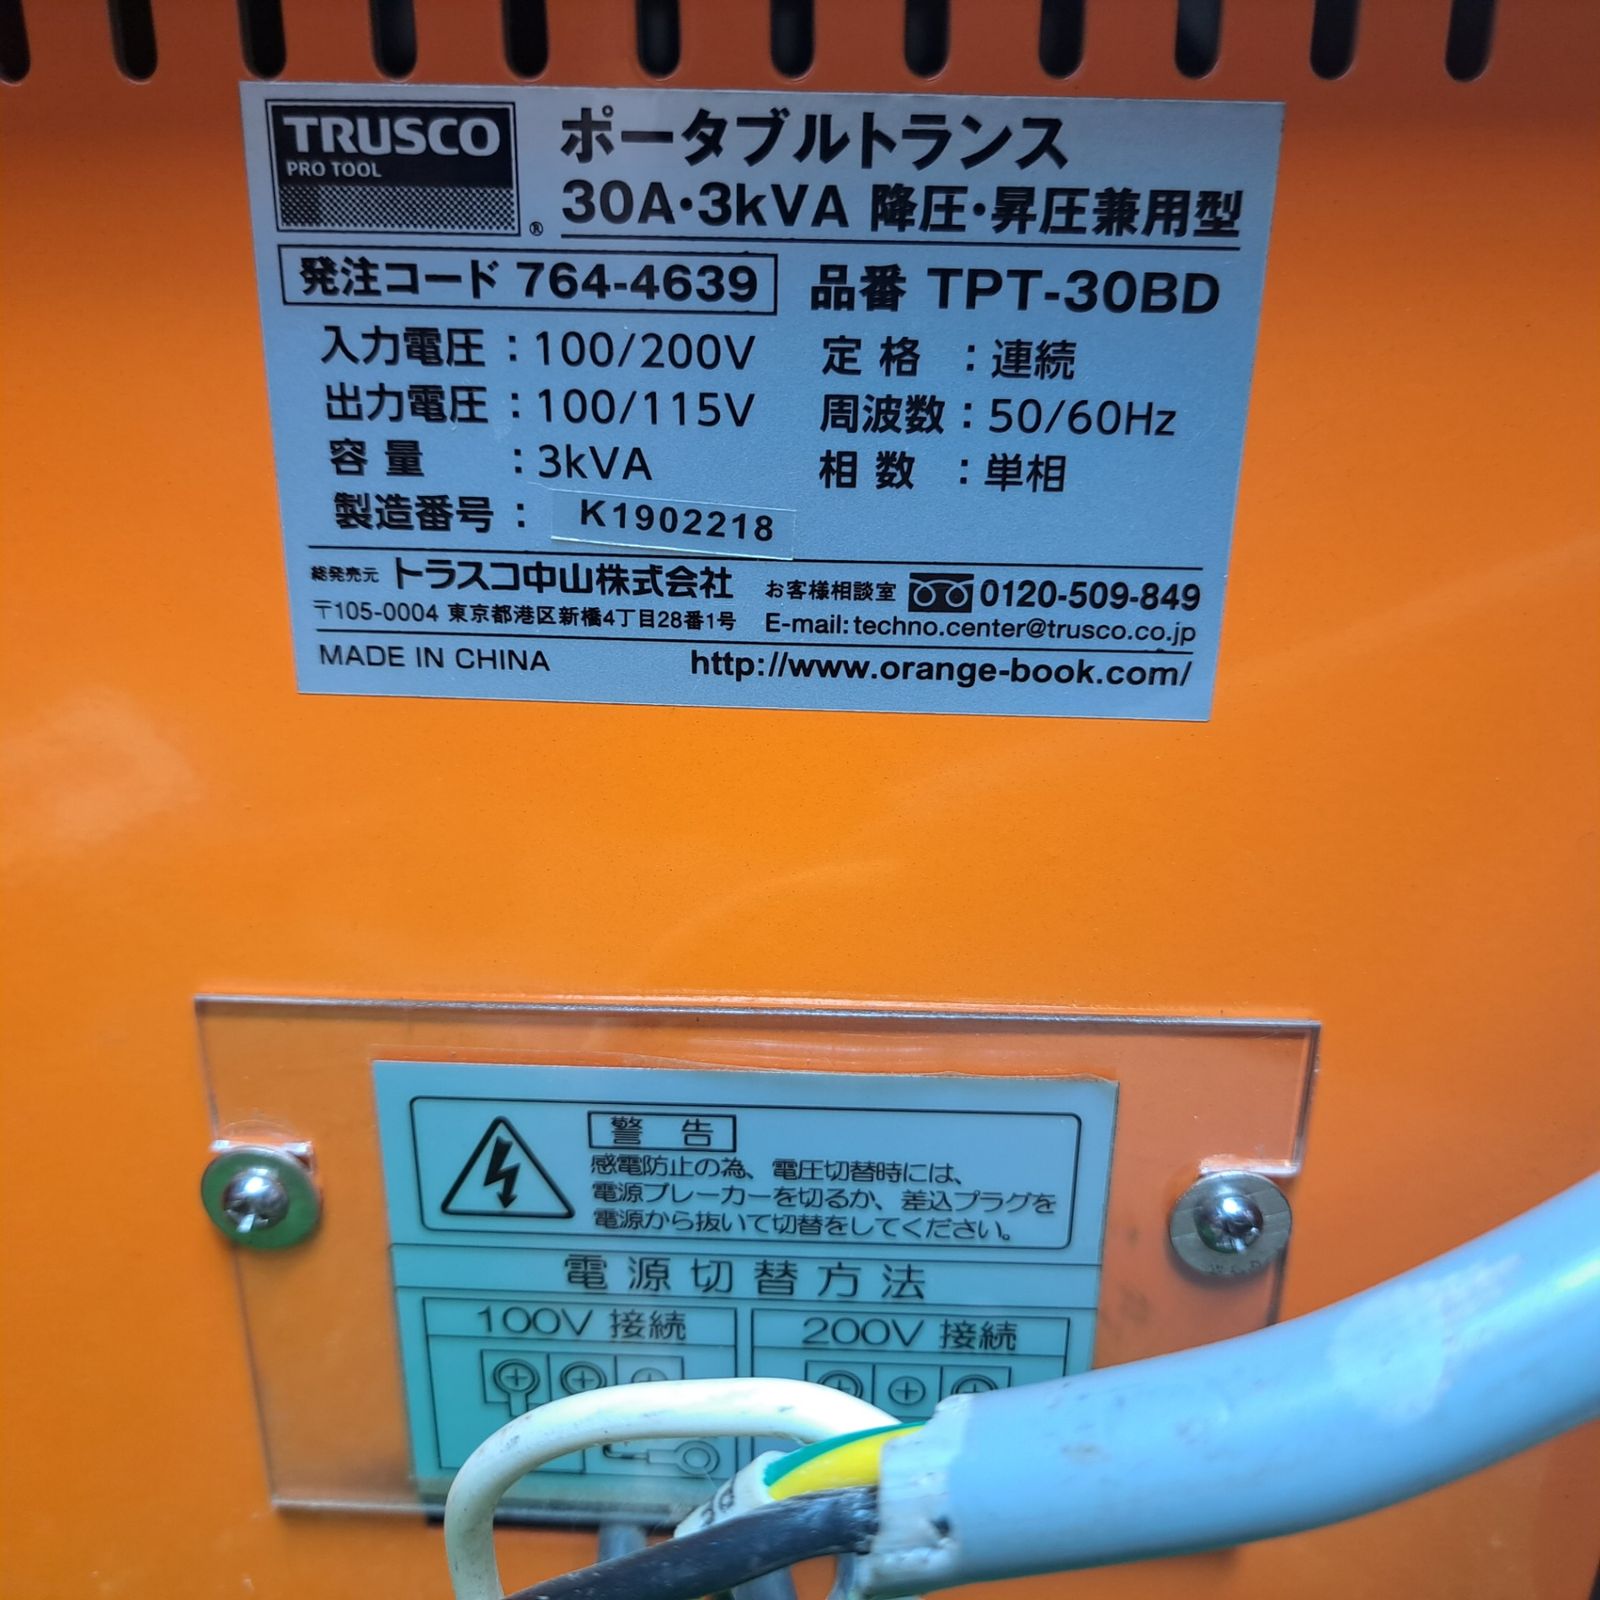 TRUSCO
PRO TOOL
®
ポータブルトランス
30A・3kVA 降圧・昇圧兼用型
発注コード 764-4639
品番 TPT-30BD
入力電圧：100/200V
定格：連続
出力電圧：100/115V
周波数：50/60Hz
容量：3kVA
相数：単相
製造番号：K1902218
総発売元 トラスコ中山株式会社
お客様相談室 0120-509-849
〒105-0004 東京都港区新橋4丁目28番1号
E-mail:techno.center@trusco.co.jp
MADE IN CHINA
http://www.orange-book.com/
警告
感電防止の為、電圧切替時には、
電源ブレーカーを切るか、差込プラグを
電源から抜いて切替をしてください。
電源切替方法
100V 接続
200V 接続